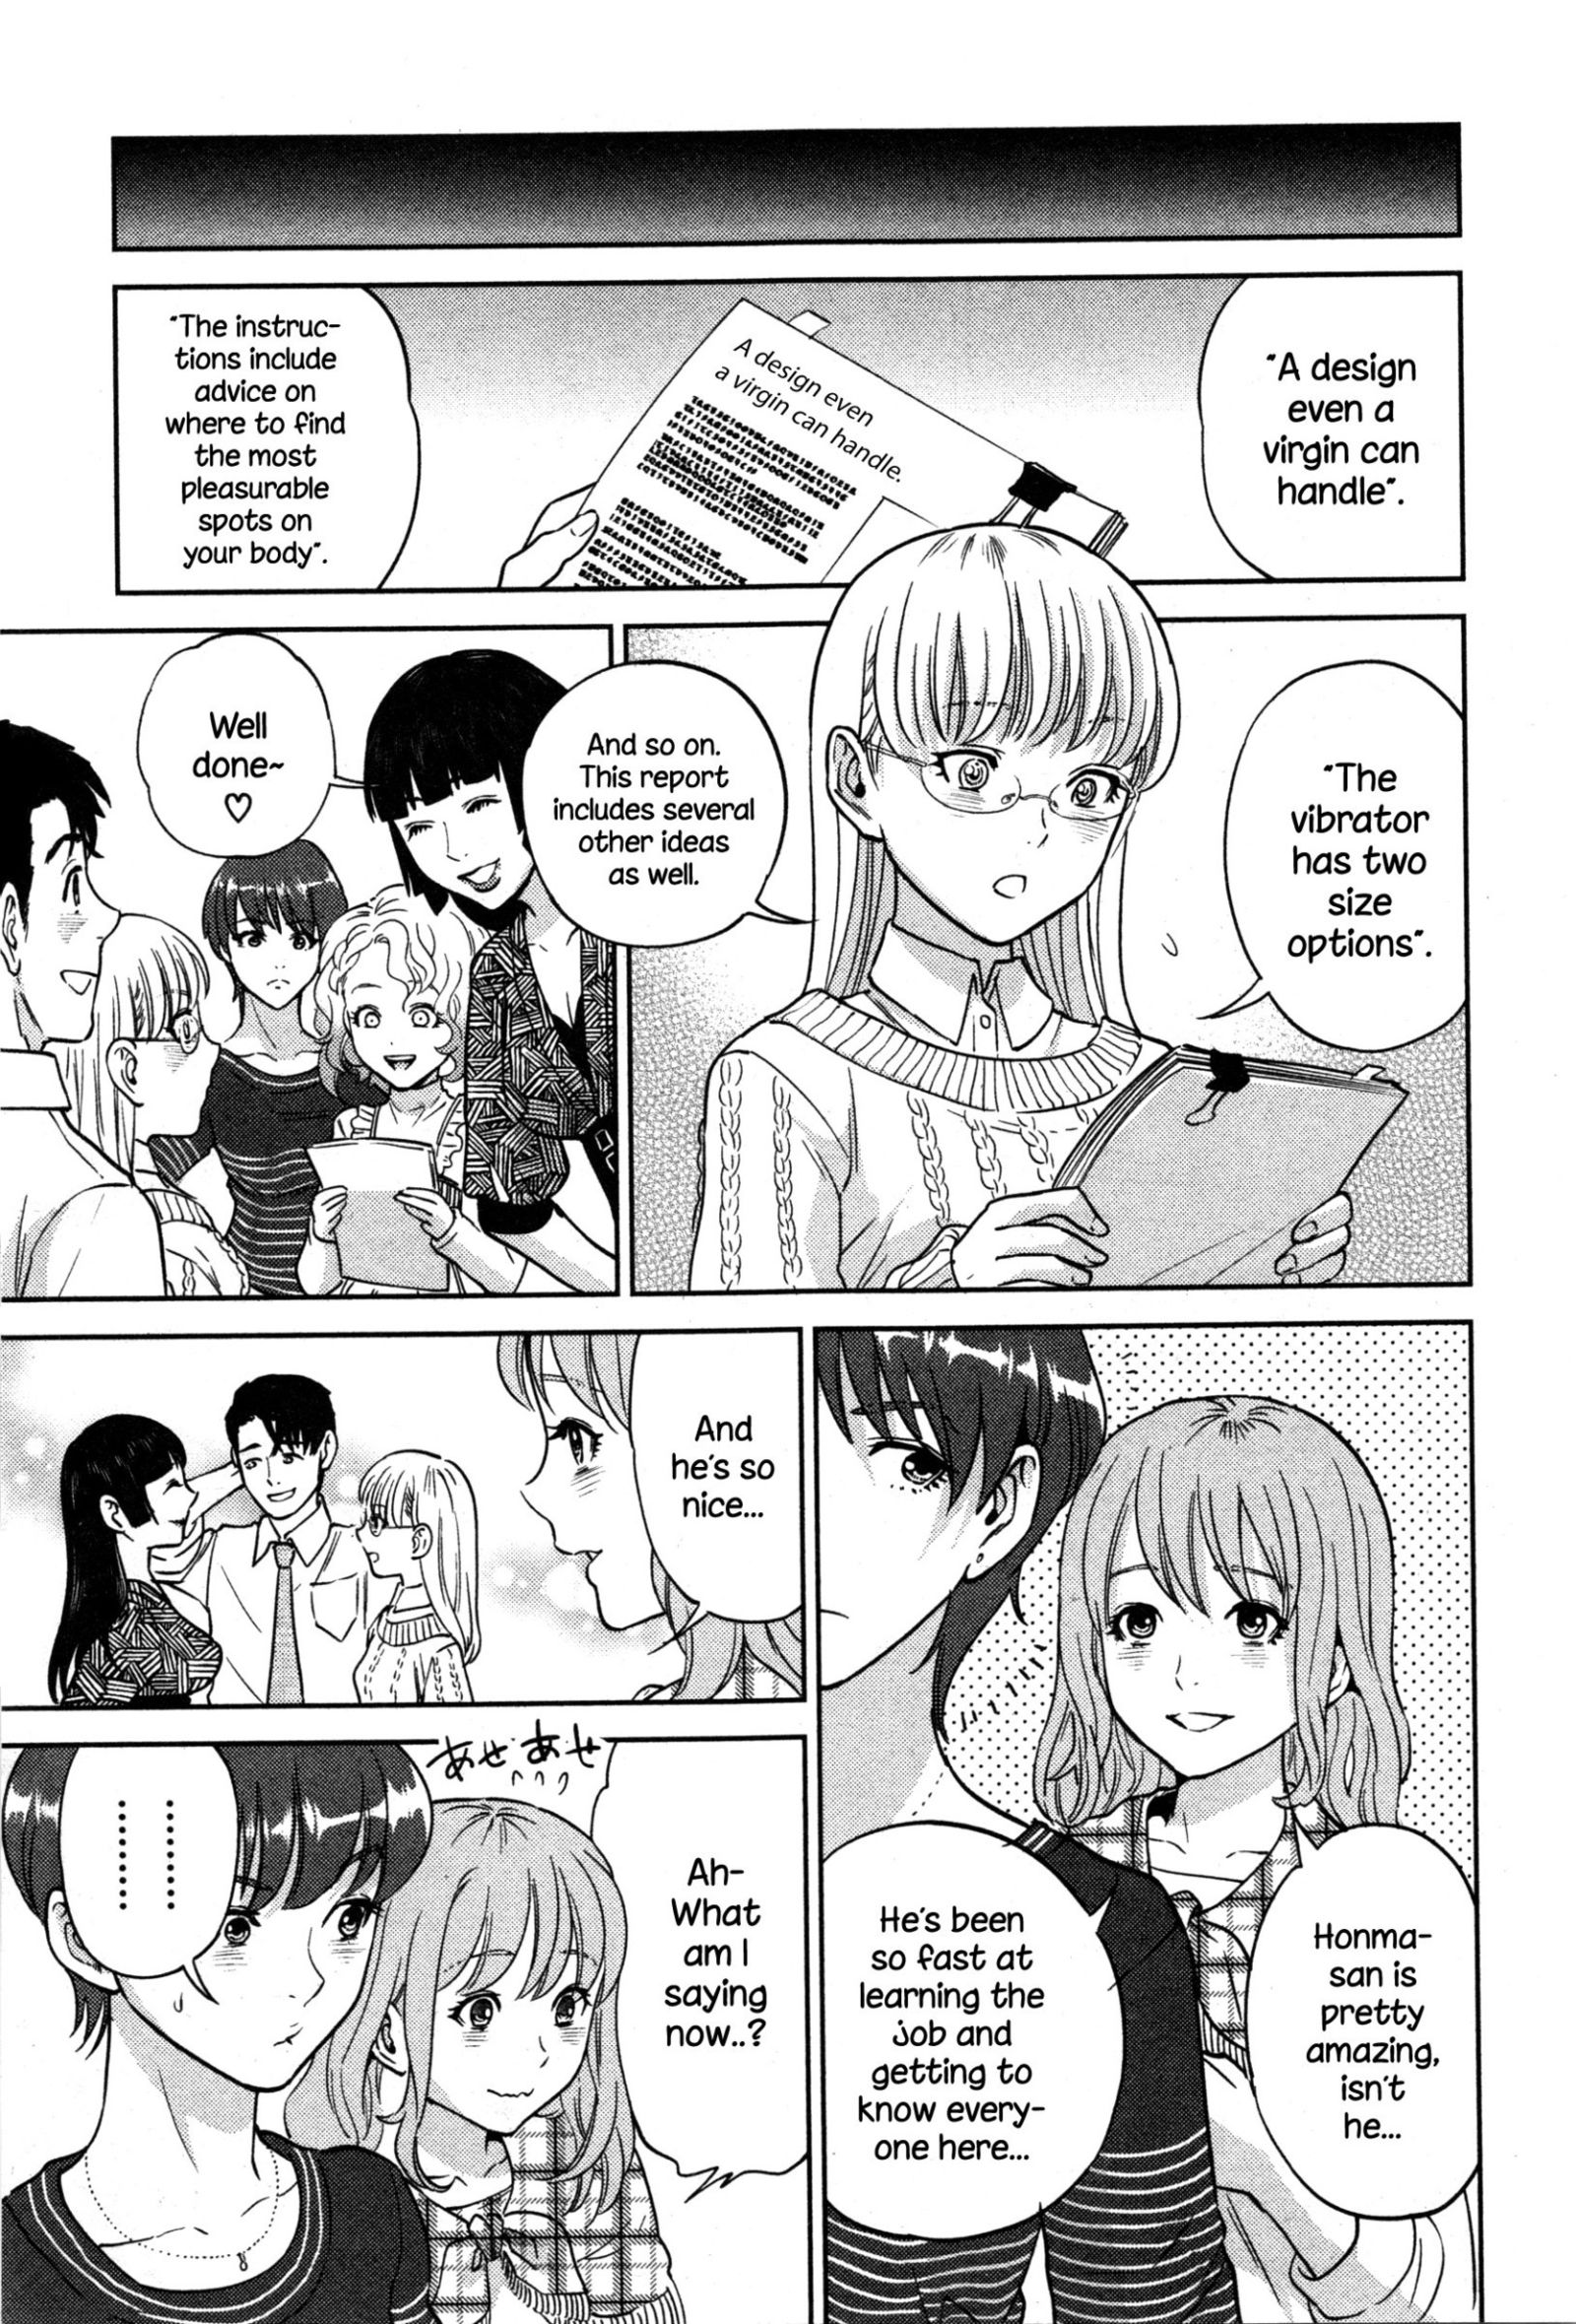 "A design
even a
virgin can
handle".
A design even
a virgin can handle.
"The instruc-
tions include
advice on
where to find
the most
pleasurable
spots on
your body".
"The
vibrator
has two
size
options".
And so on.
This report
includes several
other ideas
as well.
Well
done~
♡
Honma-
san is
pretty
amazing,
isn't
he...
He's been
so fast at
learning the
job and
getting to
know every-
one here...
And
he's so
nice...
Ah-
What
am I
saying
now..?
あせあせ